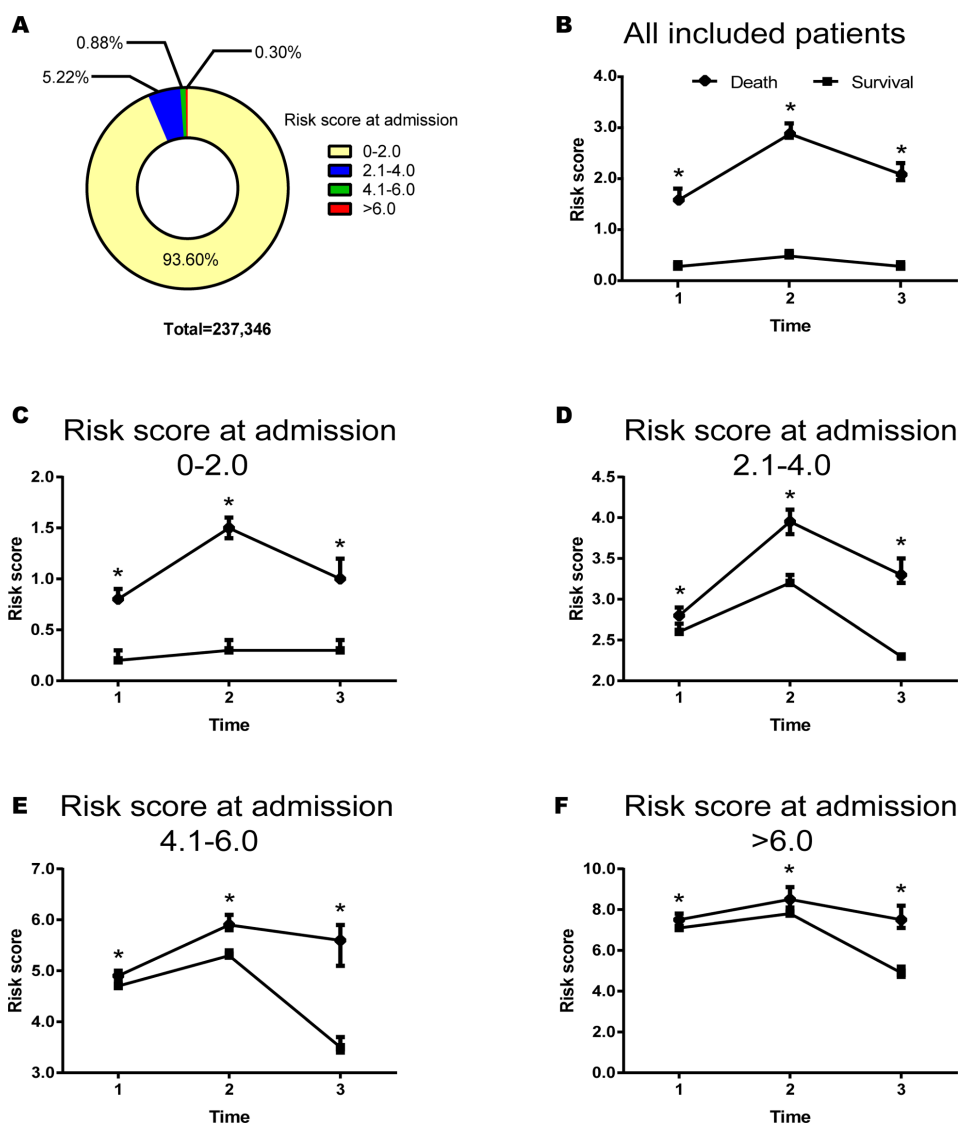 A
0.88%
0.30%
5.22%
Risk score at admission
0-2.0
2.1-4.0
4.1-6.0
>6.0
93.60%
Total=237,346
B
All included patients
Death
Survival
4.0
3.0
2.0
1.0
0.0
Risk score
*
*
*
1 2 3
Time
C
Risk score at admission
0-2.0
2.0
1.5
1.0
0.5
0.0
Risk score
*
*
*
1 2 3
Time
D
Risk score at admission
2.1-4.0
4.5
4.0
3.5
3.0
2.5
2.0
Risk score
*
*
*
1 2 3
Time
E
Risk score at admission
4.1-6.0
7.0
6.0
5.0
4.0
3.0
Risk score
*
*
*
1 2 3
Time
F
Risk score at admission
>6.0
10.0
8.0
6.0
4.0
2.0
0.0
Risk score
*
*
*
1 2 3
Time